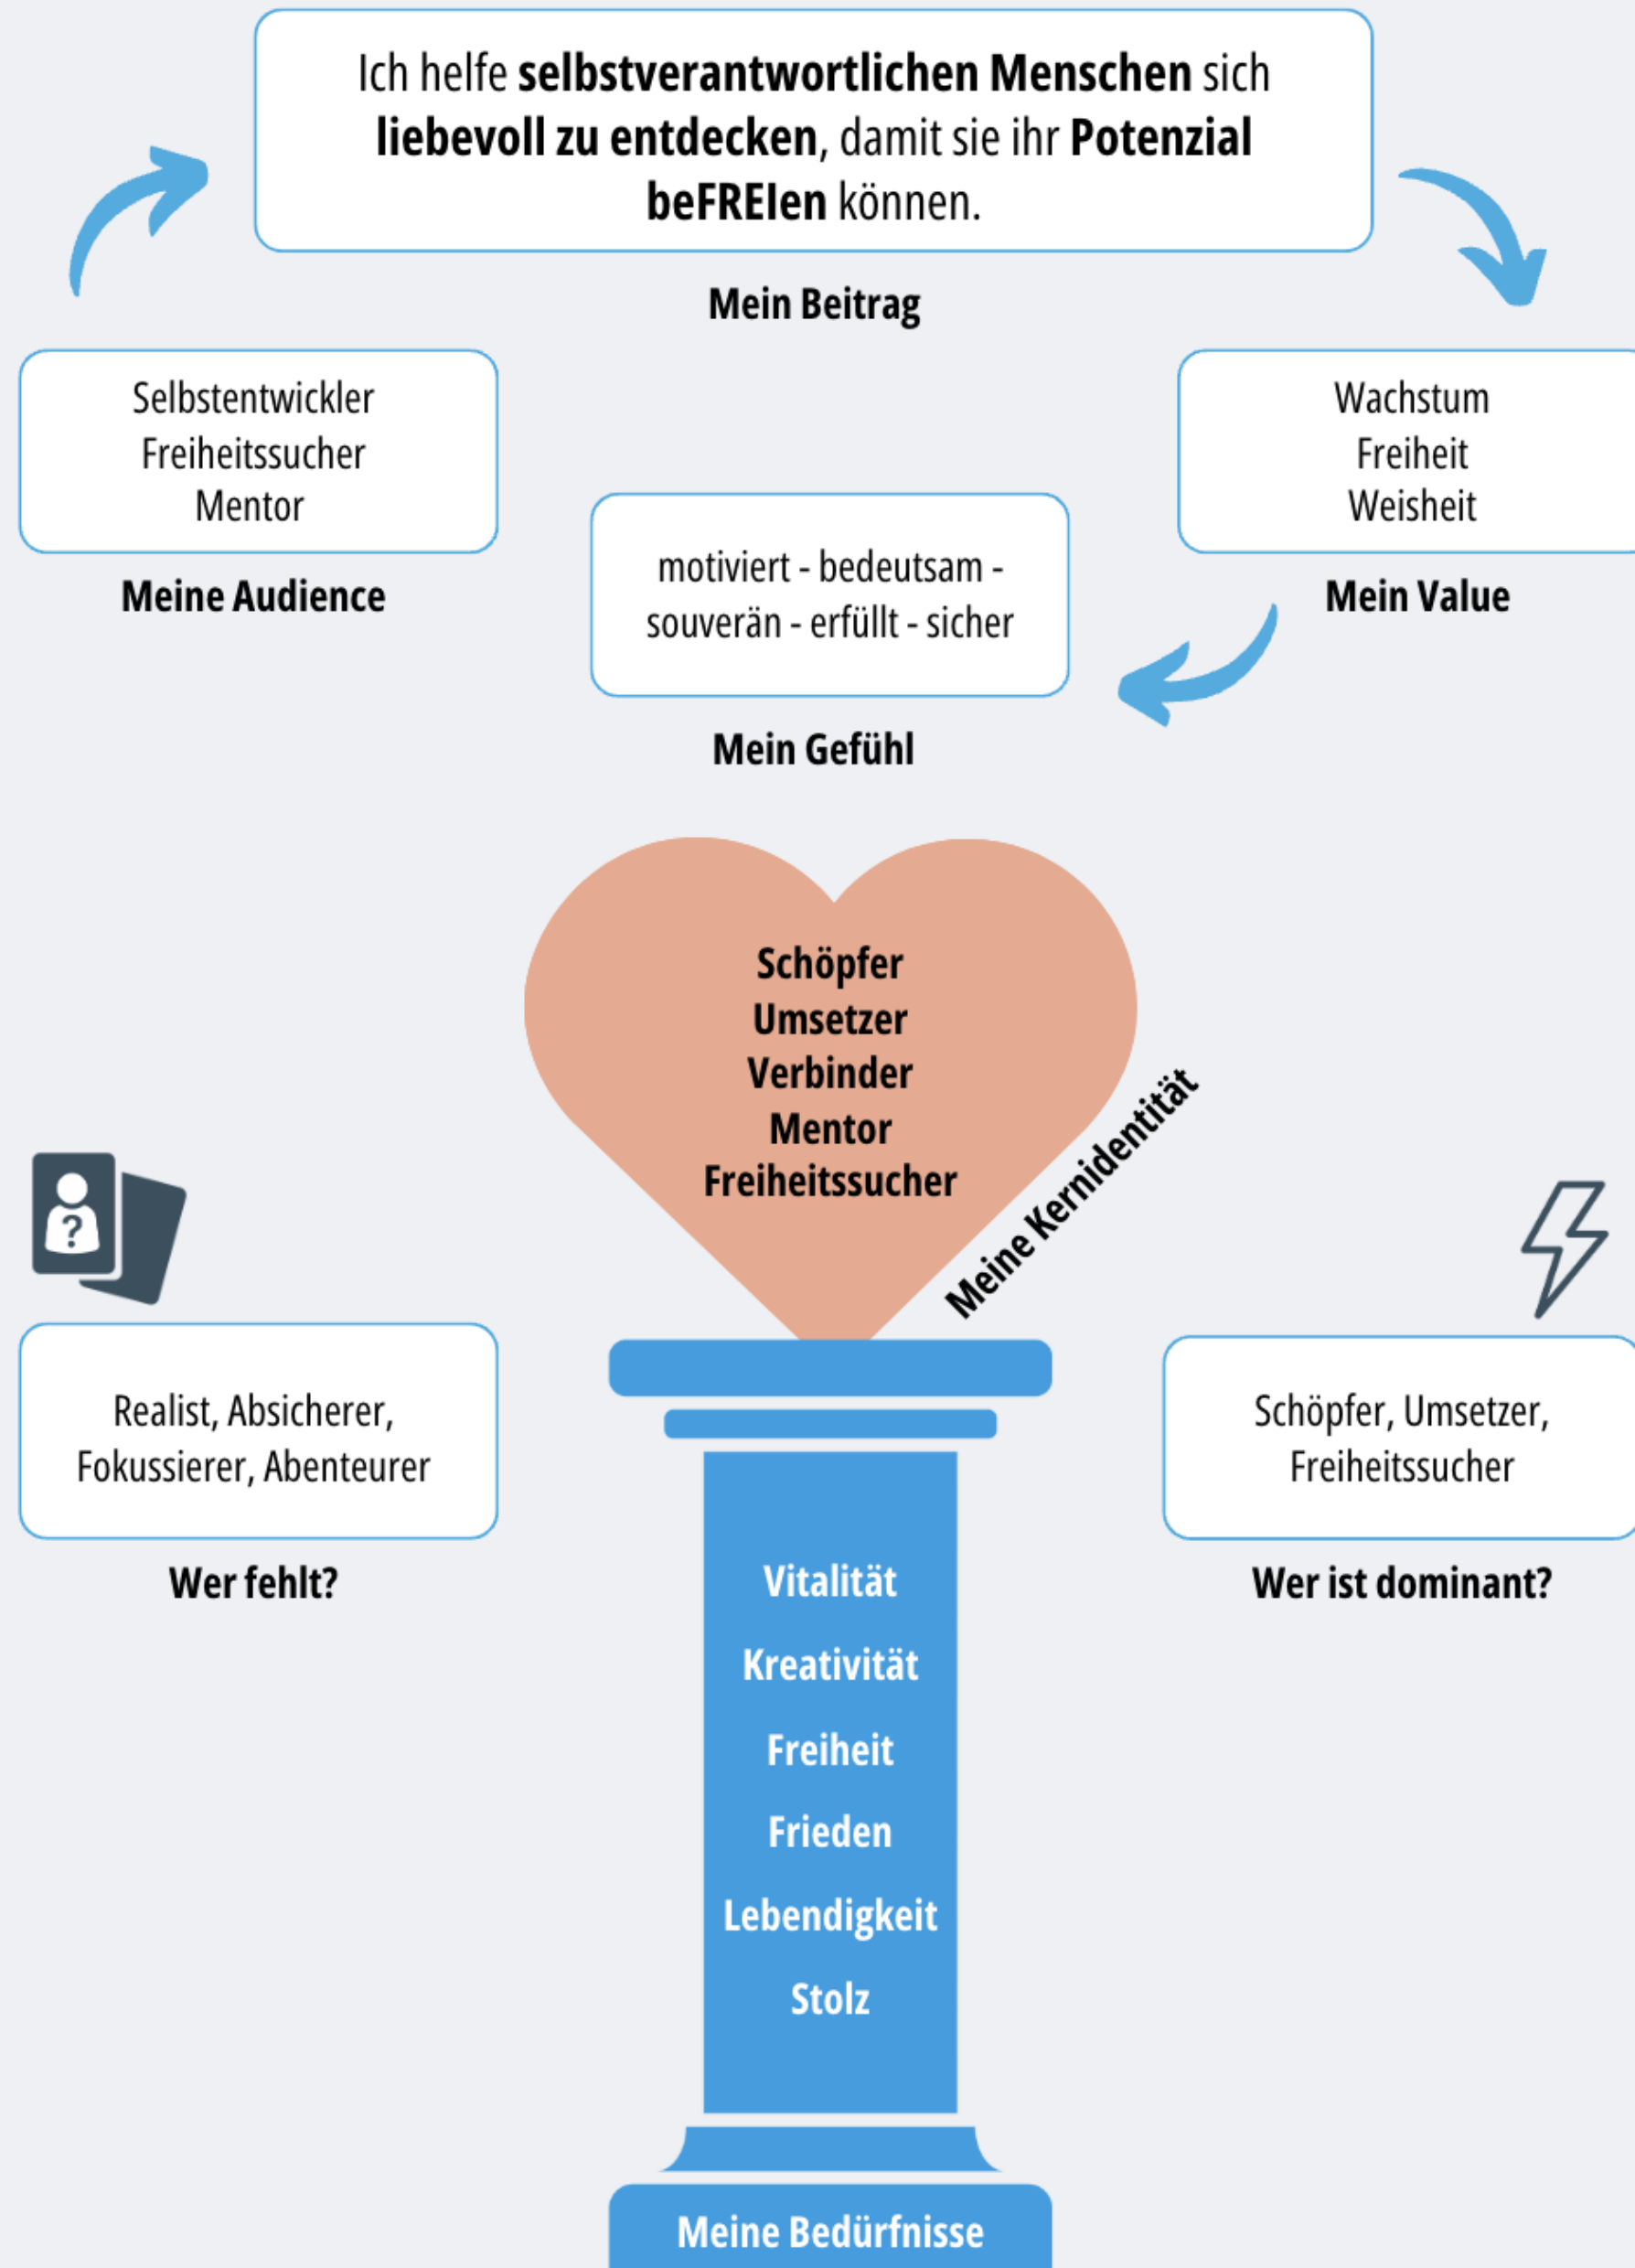 Ich helfe selbstverantwortlichen Menschen sich
liebevoll zu entdecken, damit sie ihr Potenzial
beFREIen können.
Mein Beitrag
Selbstentwickler
Freiheitssucher
Mentor
Meine Audience
Wachstum
Freiheit
Weisheit
Mein Value
motiviert - bedeutsam -
souverän - erfüllt - sicher
Mein Gefühl
Schöpfer
Umsetzer
Verbinder
Mentor
Freiheitssucher
Meine Kernidentität
?
Realist, Absicherer,
Fokussierer, Abenteurer
Wer fehlt?
Schöpfer, Umsetzer,
Freiheitssucher
Wer ist dominant?
Vitalität
Kreativität
Freiheit
Frieden
Lebendigkeit
Stolz
Meine Bedürfnisse